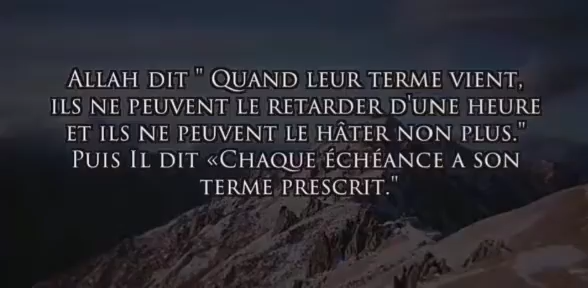 Allah dit " Quand leur terme vient,
ils ne peuvent le retarder d'une heure
et ils ne peuvent le hâter non plus."
Puis Il dit «Chaque échéance a son
terme prescrit."